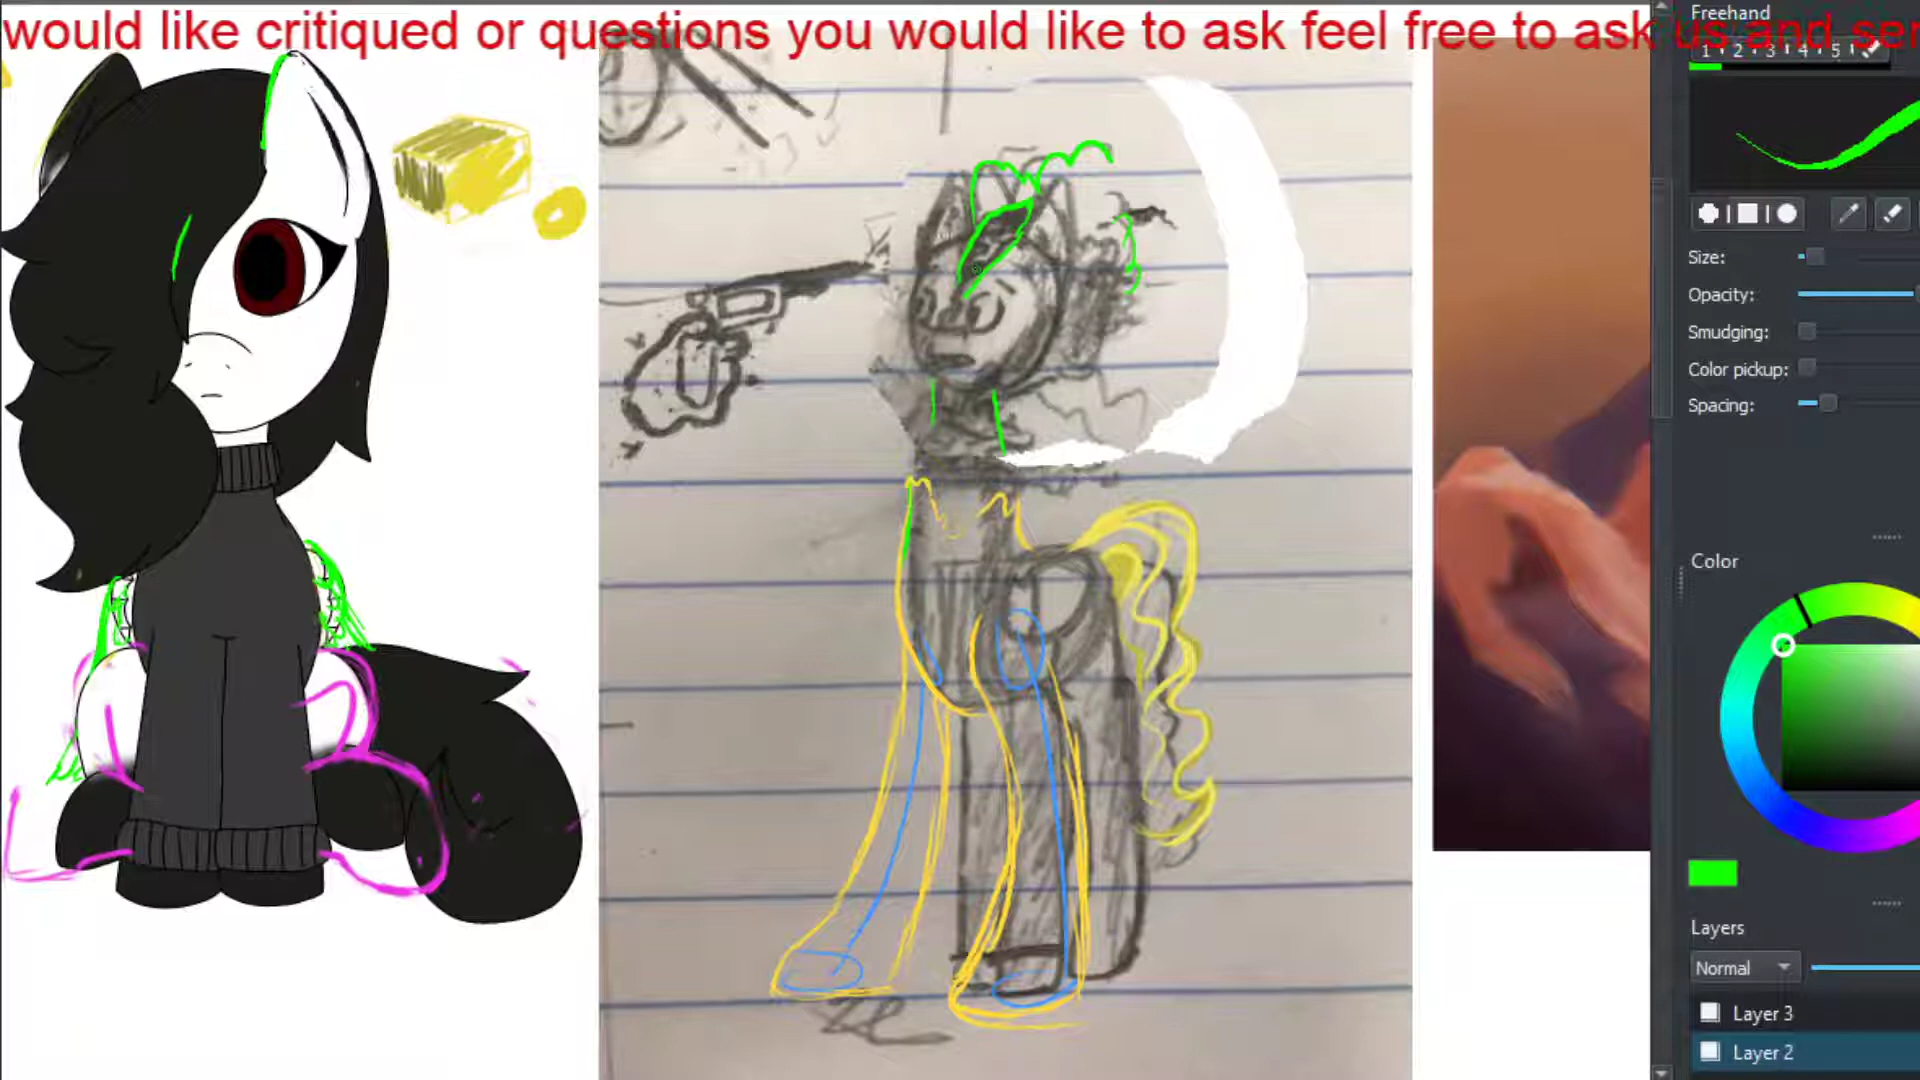 would like critiqued or questions you would like to ask feel free to ask us and ser
Freehand
1 2 3 4 5
Size:
Opacity:
Smudging:
Color pickup:
Spacing:
Color
Layers
Normal
Layer 3
Layer 2